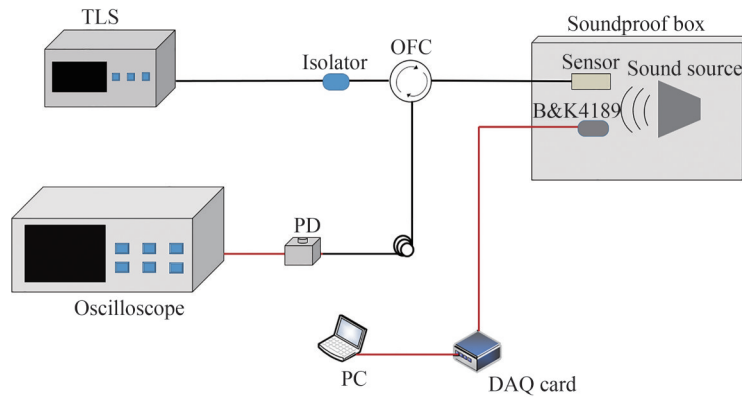 TLS
Soundproof box
OFC
Isolator
Sensor
Sound source
B&K4189
PD
Oscilloscope
PC
DAQ card